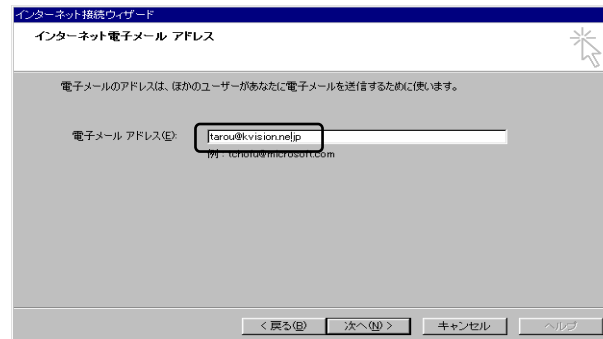 インターネット接続ウィザード
インターネット電子メール アドレス
電子メールのアドレスは、ほかのユーザーがあなたに電子メールを送信するために使います。
電子メール アドレス(E):
tarou@kvision.ne.jp
例 : tchofu@microsoft.com
< 戻る(B)
次へ(N) >
キャンセル
ヘルプ